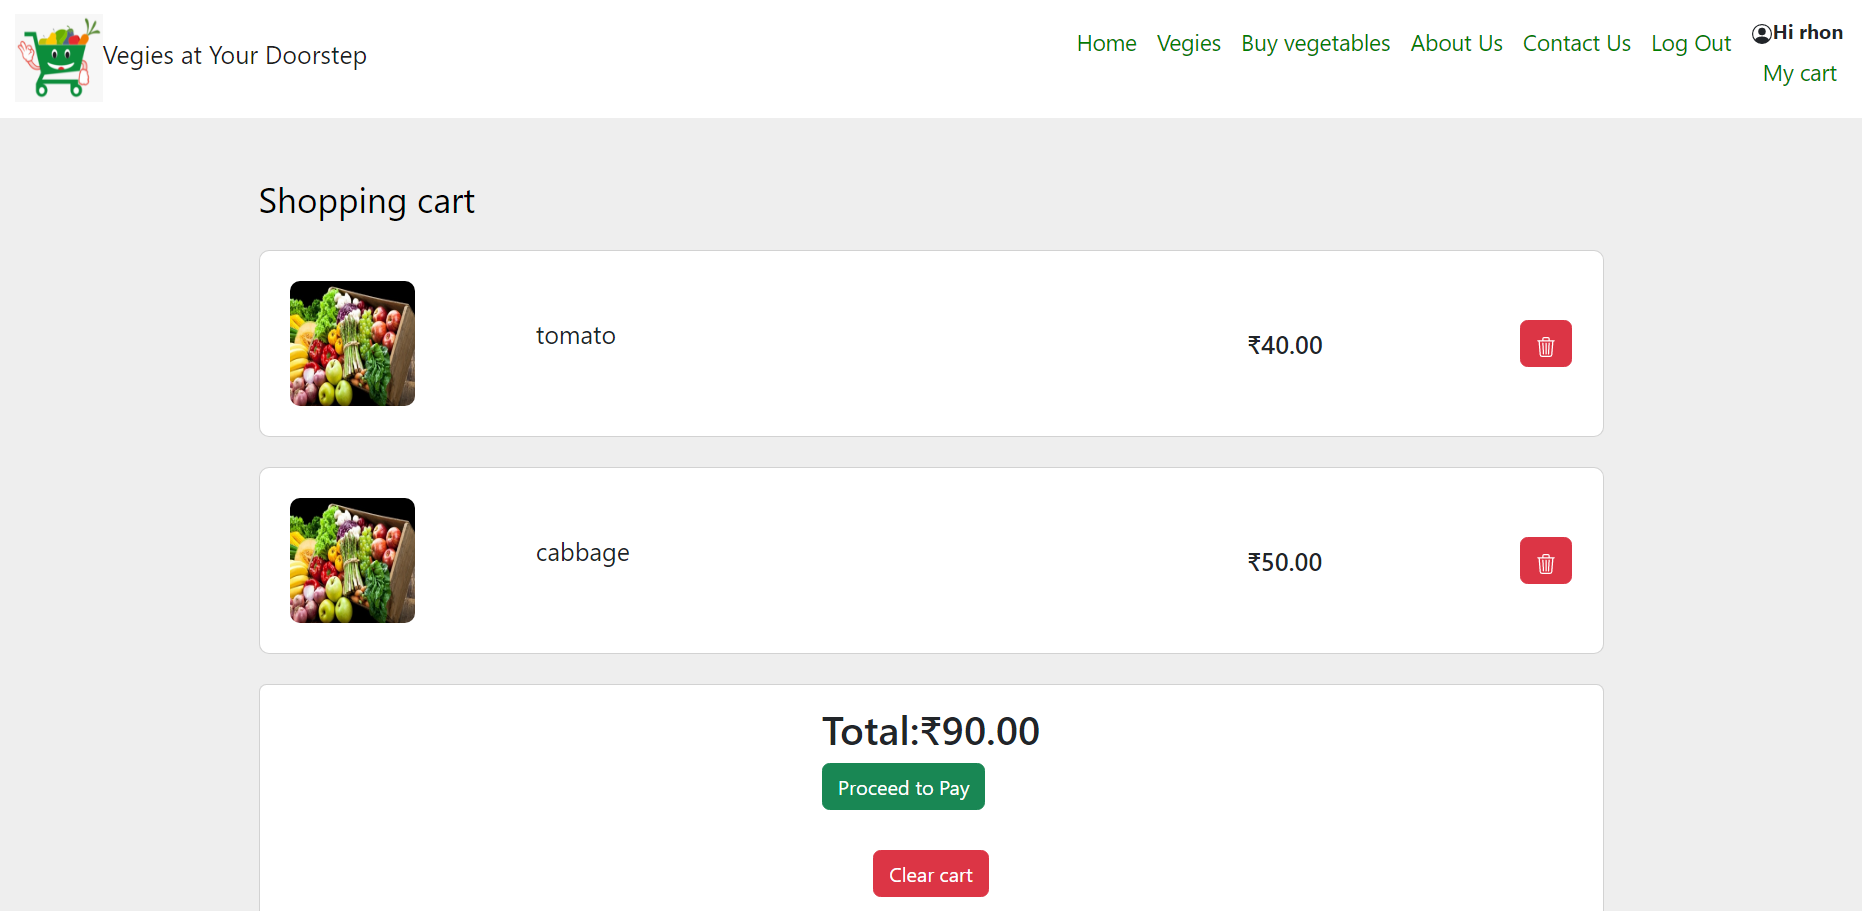 Vegies at Your Doorstep
Home Vegies Buy vegetables About Us Contact Us Log Out Hi rhon
My cart
Shopping cart
tomato ₹40.00
cabbage ₹50.00
Total:₹90.00
Proceed to Pay
Clear cart